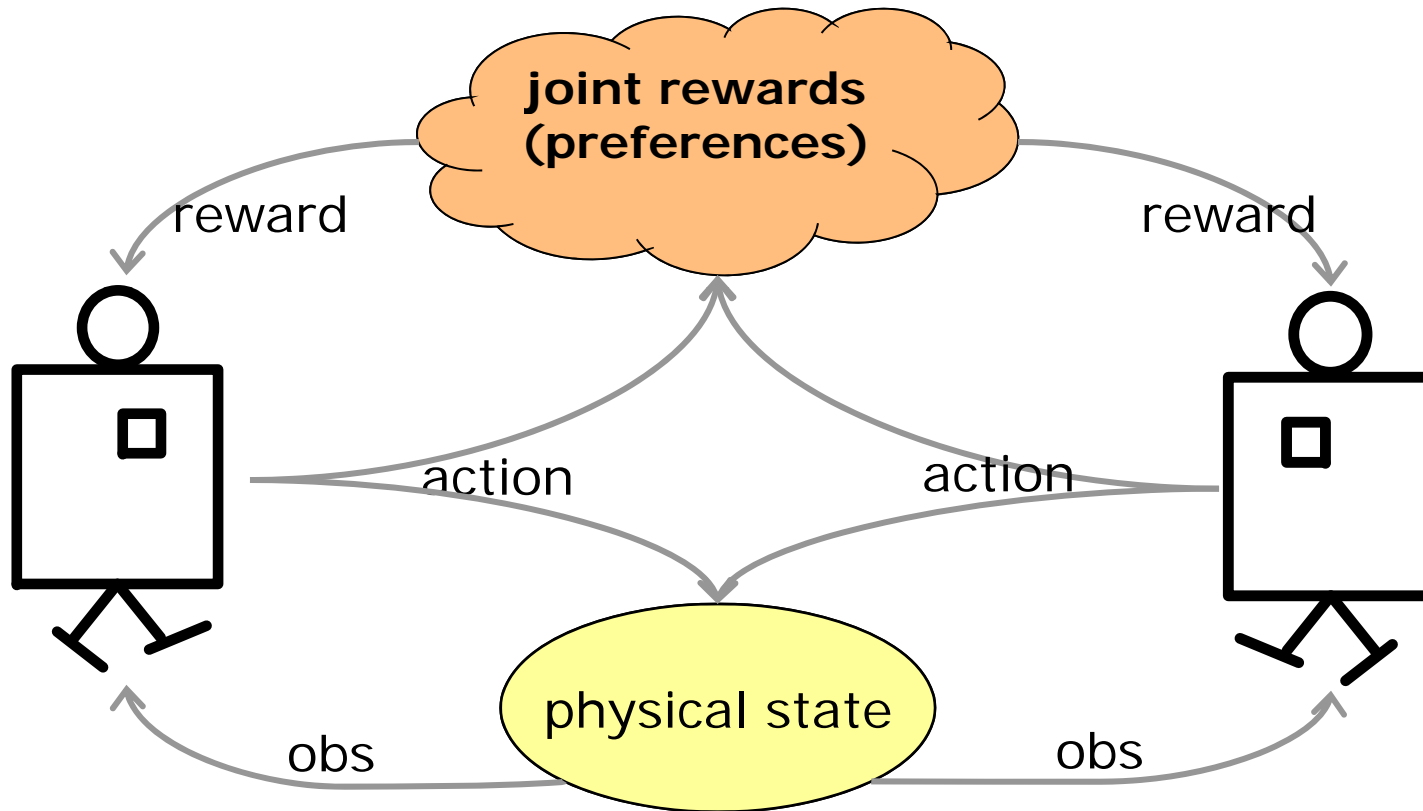 joint rewards
(preferences)
reward
reward
action
action
physical state
obs
obs